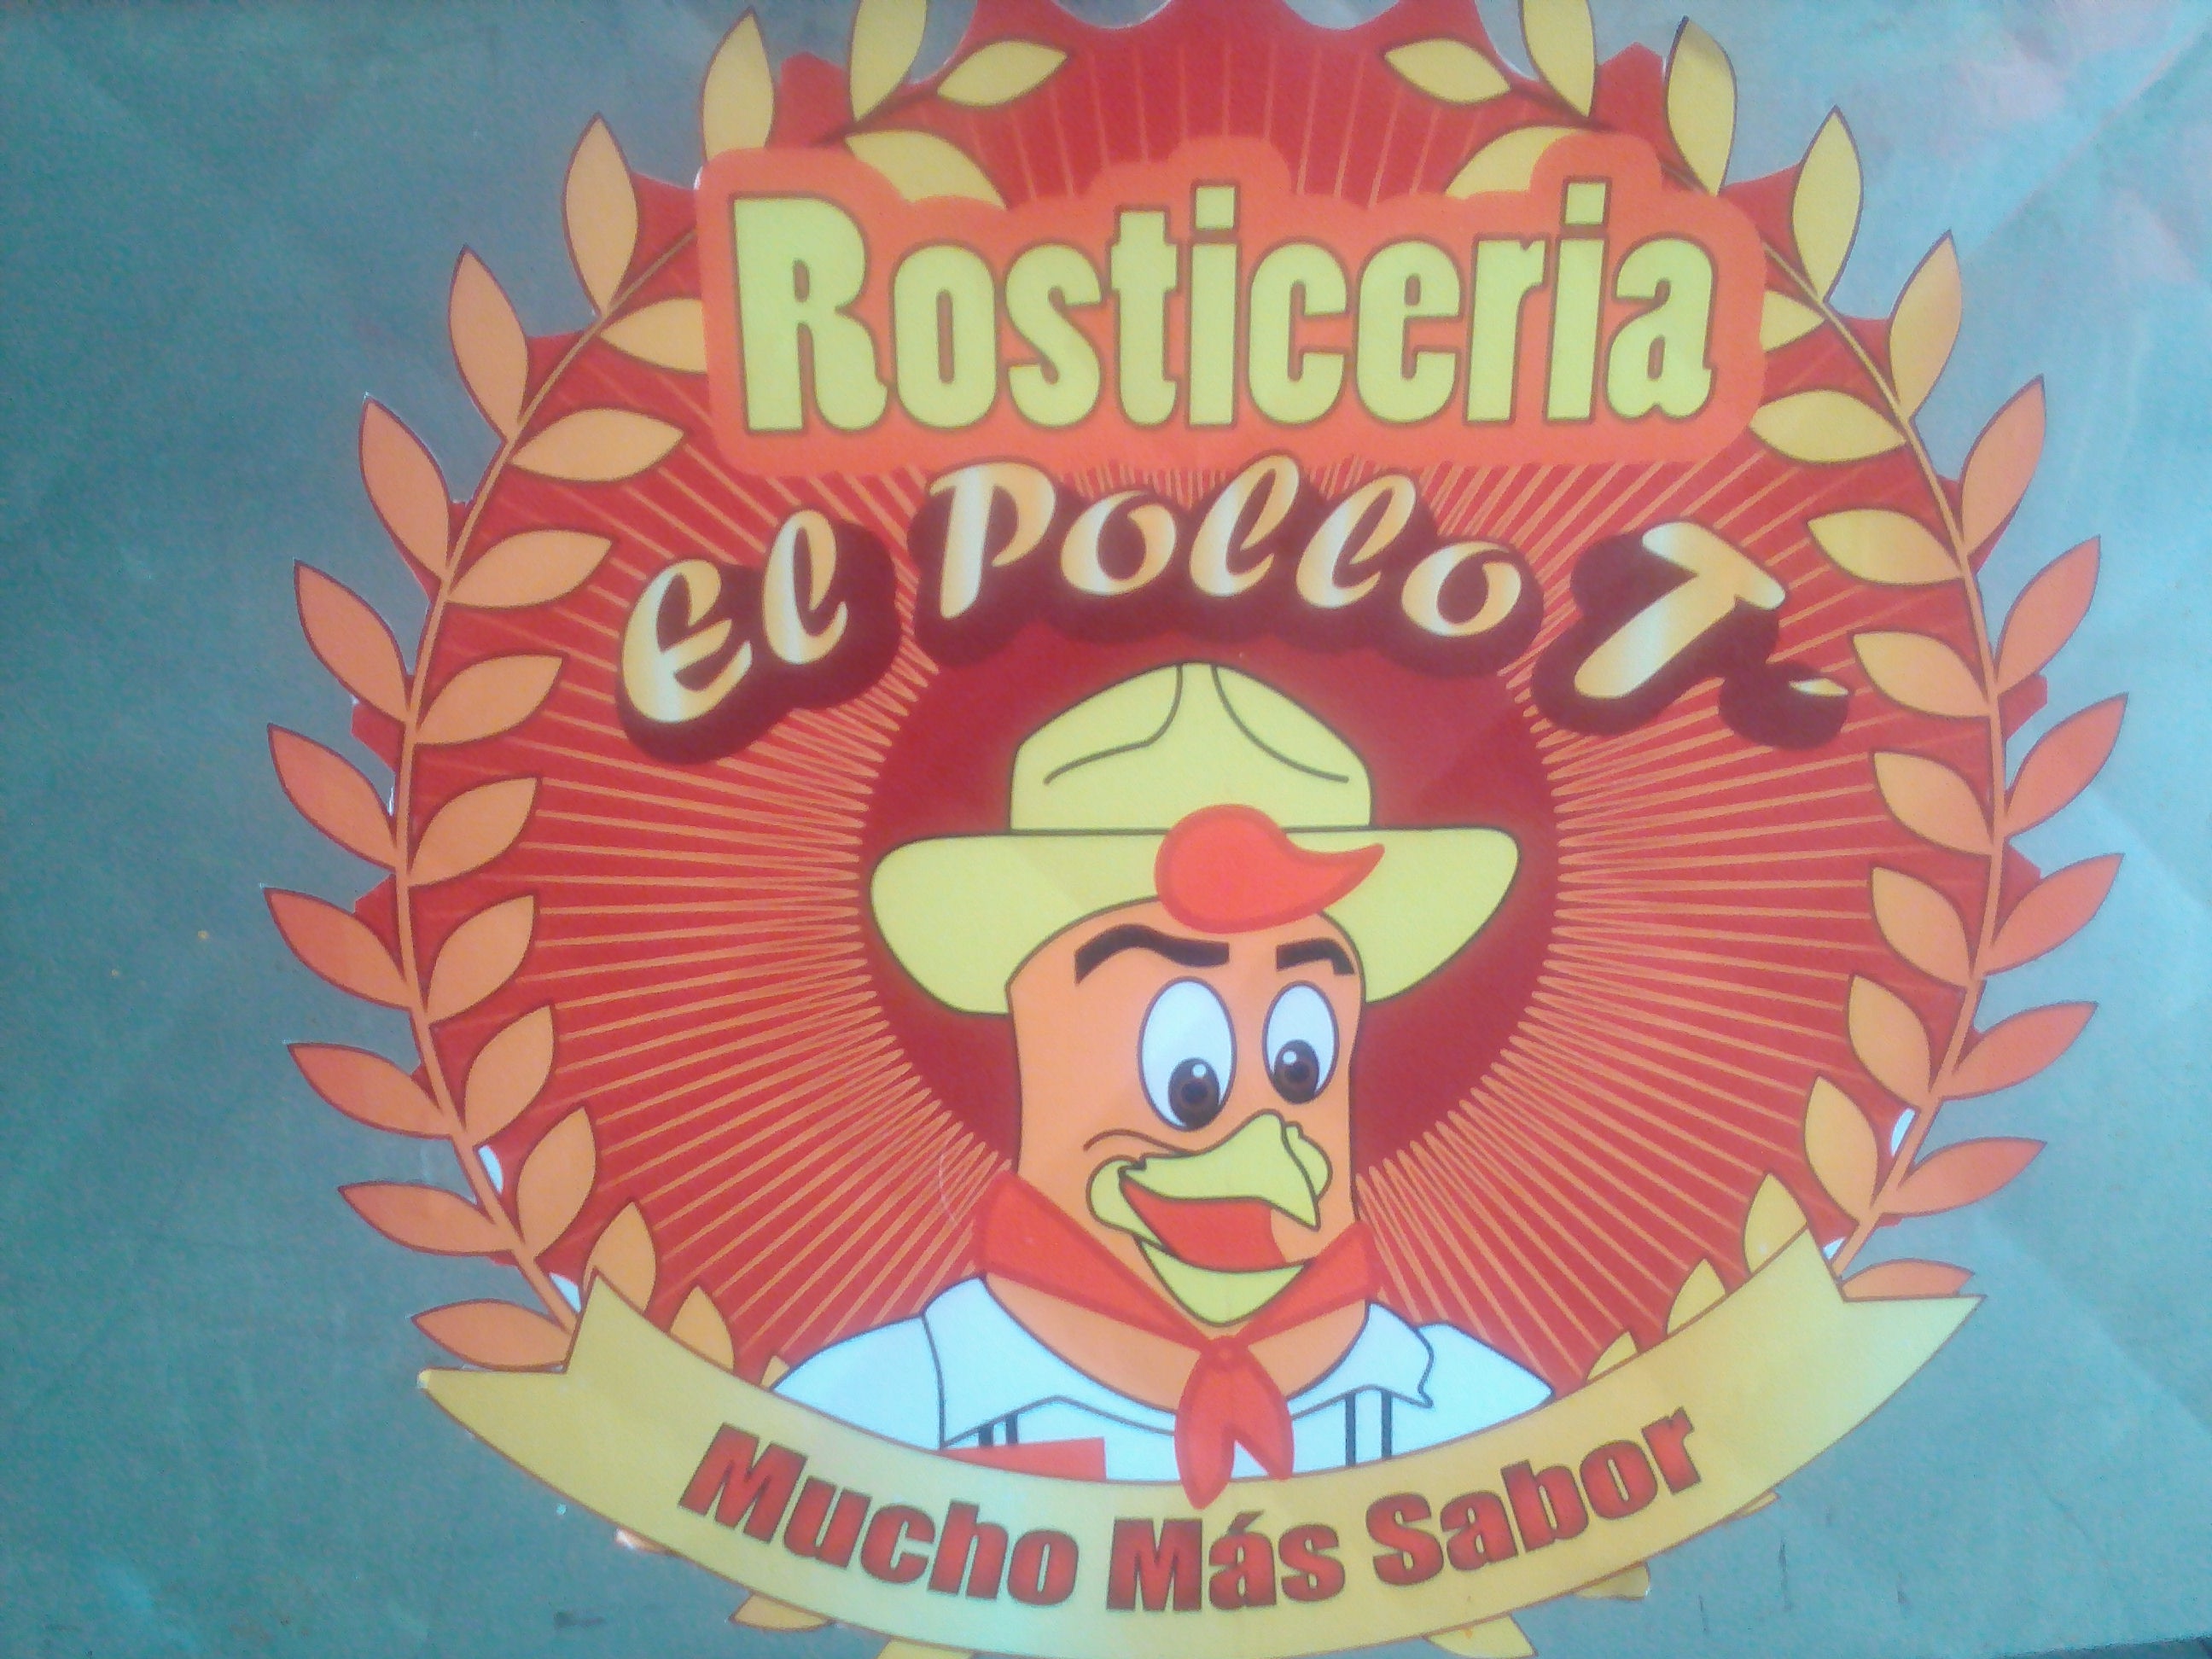 Rosticeria
El Pollo T.
Mucho Más Sabor